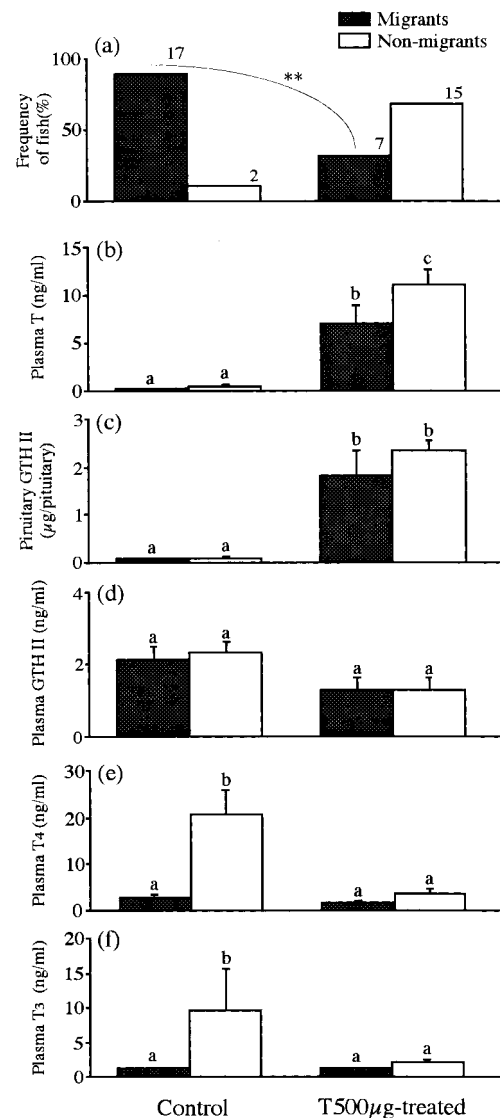 Migrants
Non-migrants
(a)
100
50
0
Frequency
of fish(%)
17
**
2
7
15
(b)
15
10
5
0
Plasma T (ng/ml)
a
a
b
c
(c)
3
2
1
0
Piruitary GTH II
(µg/pituitary)
a
a
b
b
(d)
4
2
0
Plasma GTH II (ng/ml)
a
a
a
a
(e)
30
20
10
0
Plasma T4 (ng/ml)
a
b
a
a
(f)
20
15
10
5
0
Plasma T3 (ng/ml)
a
b
a
a
Control
T500µg-treated